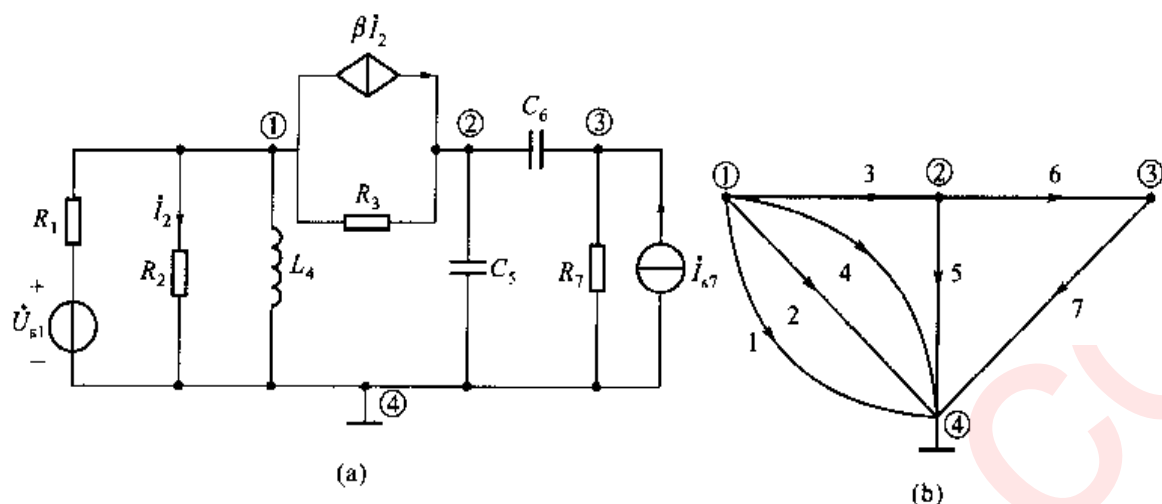 βİ₂
① ② C₆ ③
R₁ İ₂ R₂ L₄ R₃ C₅ R₇ İₛ₇
+
U̇ₛ₁
−
④
(a)
① 3 ② 6 ③
1 2 4 5 7
④
(b)